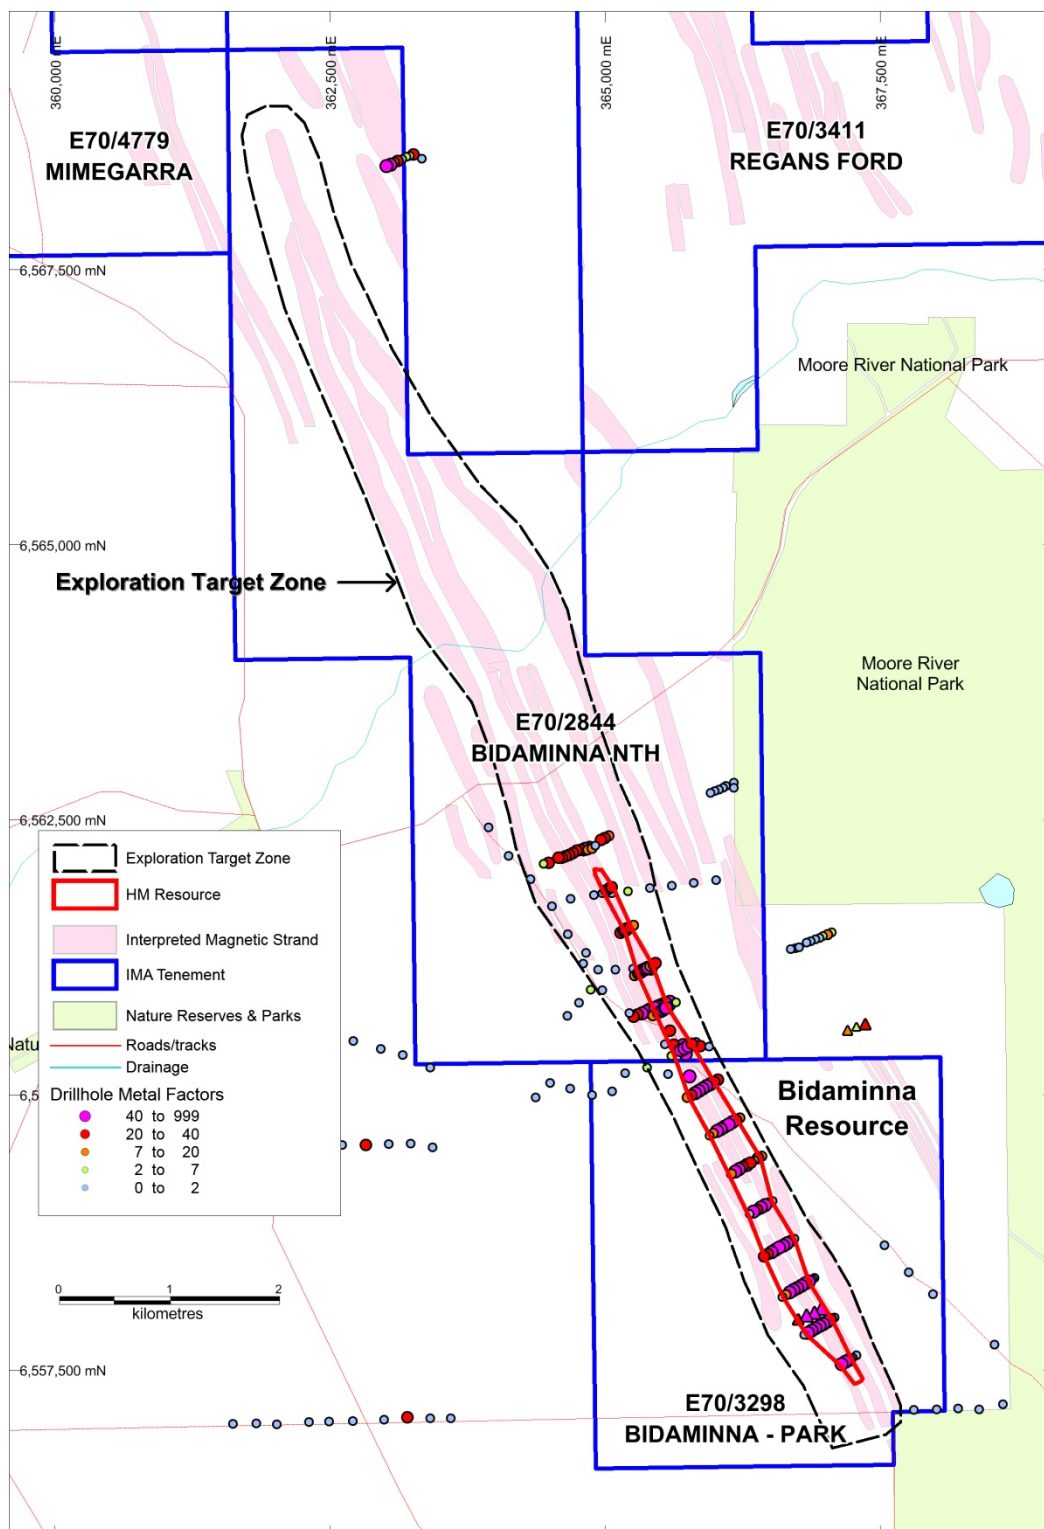 360,000 mE
362,500 mE
365,000 mE
367,500 mE
E70/4779
MIMEGARRA
E70/3411
REGANS FORD
6,567,500 mN
Moore River National Park
6,565,000 mN
Exploration Target Zone
Moore River
National Park
E70/2844
BIDAMINNA NTH
6,562,500 mN
Exploration Target Zone
HM Resource
Interpreted Magnetic Strand
IMA Tenement
Nature Reserves & Parks
Roads/tracks
Drainage
Drillhole Metal Factors
40 to 999
20 to 40
7 to 20
2 to 7
0 to 2
Bidaminna
Resource
0 1 2
kilometres
6,557,500 mN
E70/3298
BIDAMINNA - PARK